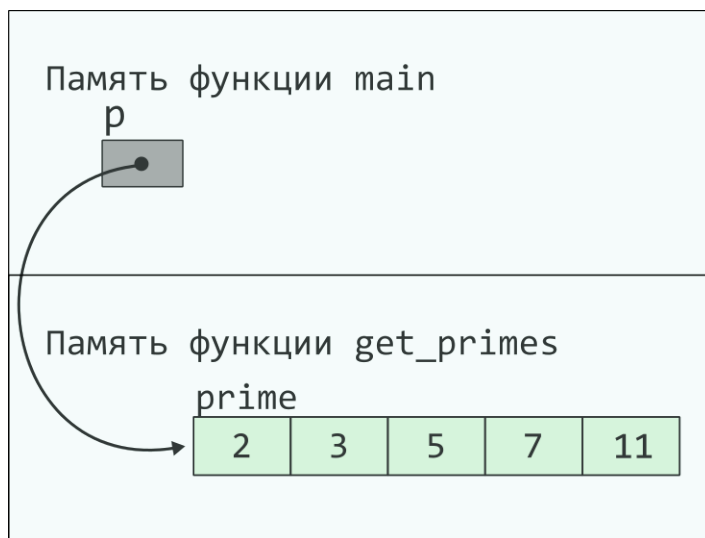 Память функции main
p
Память функции get_primes
prime
2 3 5 7 11